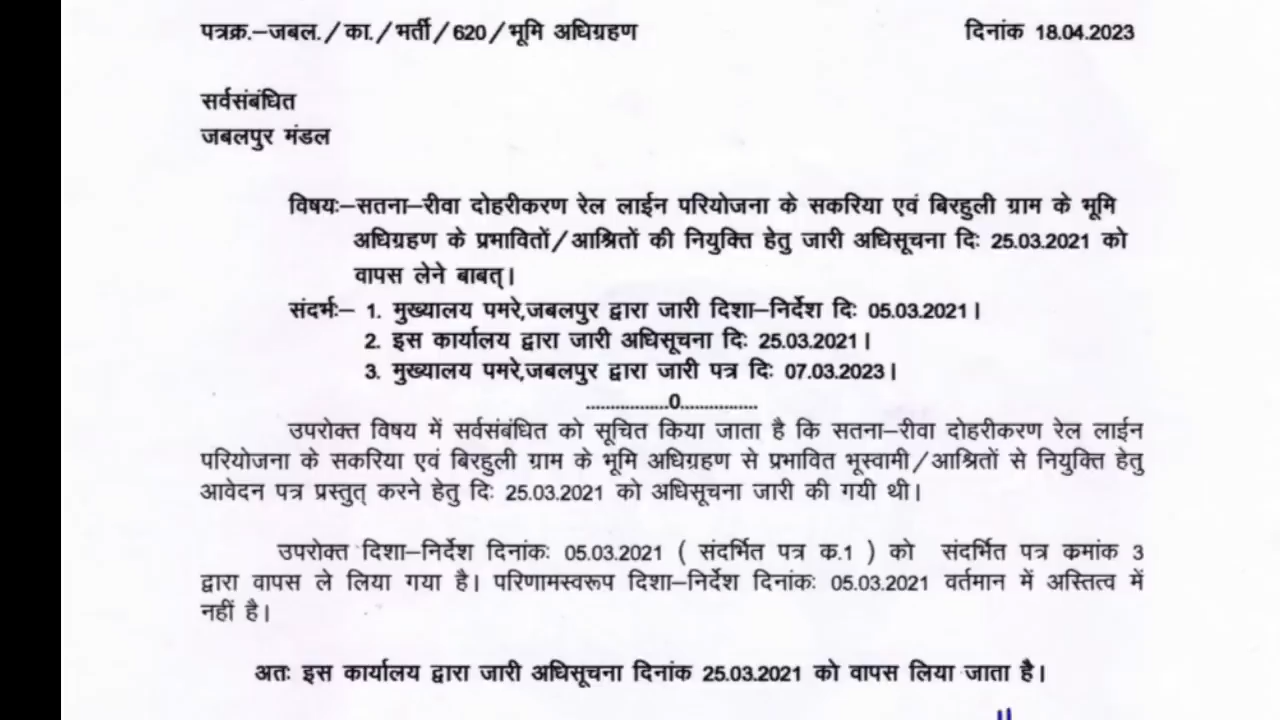 पत्रक्र.–जबल./का./भर्ती/620/भूमि अधिग्रहण दिनांक 18.04.2023
सर्वसंबंधित
जबलपुर मंडल
विषयः–सतना–रीवा दोहरीकरण रेल लाईन परियोजना के सकरिया एवं बिरहुली ग्राम के भूमि
अधिग्रहण के प्रभावितों/आश्रितों की नियुक्ति हेतु जारी अधिसूचना दिः 25.03.2021 को
वापस लेने बाबत्।
संदर्भः– 1. मुख्यालय पमरे,जबलपुर द्वारा जारी दिशा–निर्देश दिः 05.03.2021।
2. इस कार्यालय द्वारा जारी अधिसूचना दिः 25.03.2021।
3. मुख्यालय पमरे,जबलपुर द्वारा जारी पत्र दिः 07.03.2023।
.................0................
उपरोक्त विषय में सर्वसंबंधित को सूचित किया जाता है कि सतना–रीवा दोहरीकरण रेल लाईन
परियोजना के सकरिया एवं बिरहुली ग्राम के भूमि अधिग्रहण से प्रभावित भूस्वामी/आश्रितों से नियुक्ति हेतु
आवेदन पत्र प्रस्तुत् करने हेतु दिः 25.03.2021 को अधिसूचना जारी की गयी थी।
उपरोक्त दिशा–निर्देश दिनांकः 05.03.2021 ( संदर्भित पत्र क.1 ) को संदर्भित पत्र कमांक 3
द्वारा वापस ले लिया गया है। परिणामस्वरूप दिशा–निर्देश दिनांकः 05.03.2021 वर्तमान में अस्तित्व में
नहीं है।
अतः इस कार्यालय द्वारा जारी अधिसूचना दिनांक 25.03.2021 को वापस लिया जाता है।